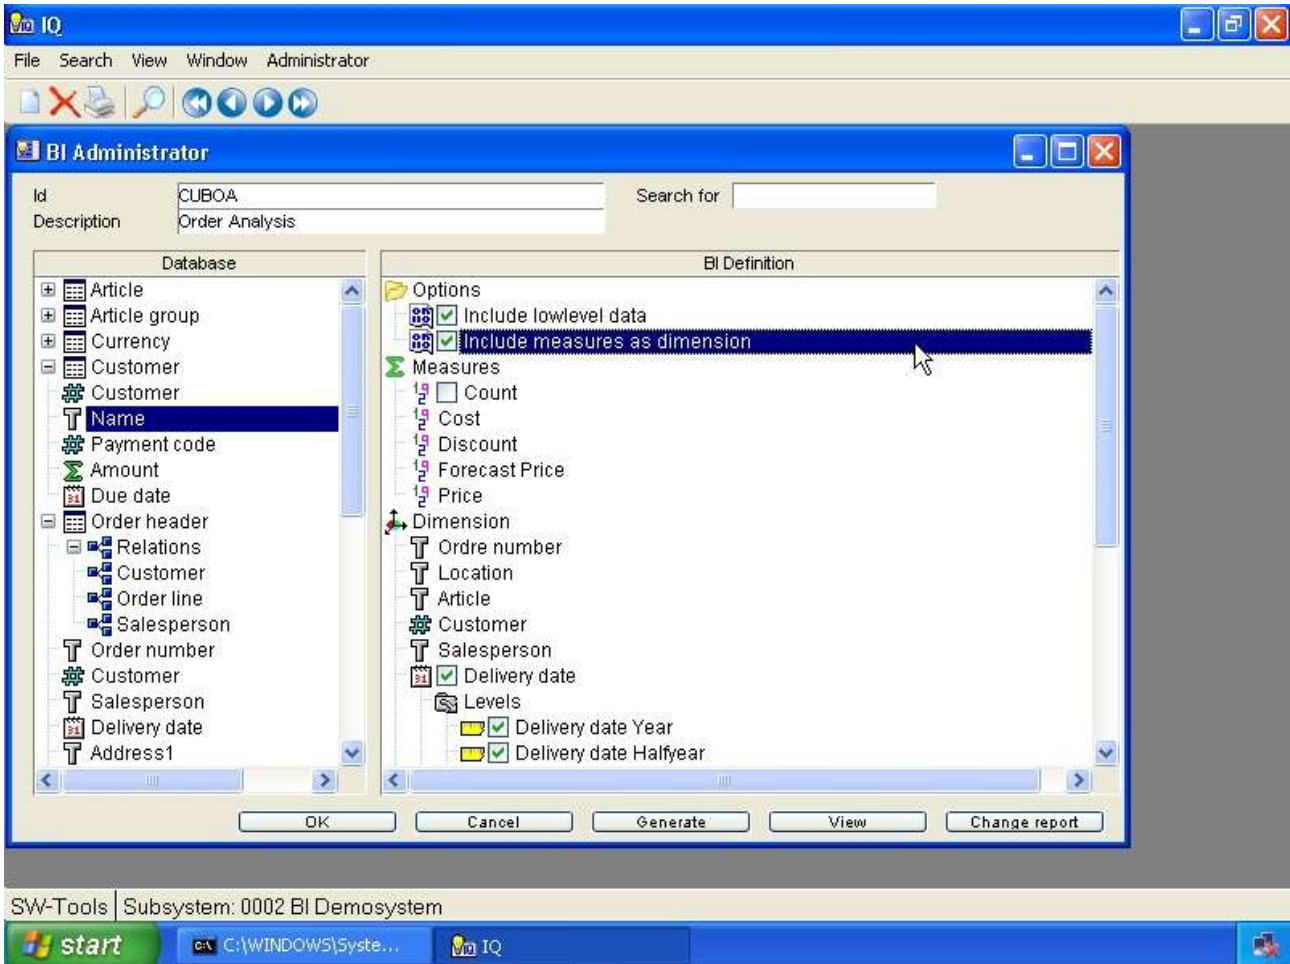 IQ
File Search View Window Administrator
BI Administrator
Id CUBOA Search for
Description Order Analysis
Database
Article
Article group
Currency
Customer
Customer
Name
Payment code
Amount
Due date
Order header
Relations
Customer
Order line
Salesperson
Order number
Customer
Salesperson
Delivery date
Address1
BI Definition
Options
Include lowlevel data
Include measures as dimension
Measures
Count
Cost
Discount
Forecast Price
Price
Dimension
Ordre number
Location
Article
Customer
Salesperson
Delivery date
Levels
Delivery date Year
Delivery date Halfyear
OK Cancel Generate View Change report
SW-Tools Subsystem: 0002 BI Demosystem
start C:\WINDOWS\Syste... IQ